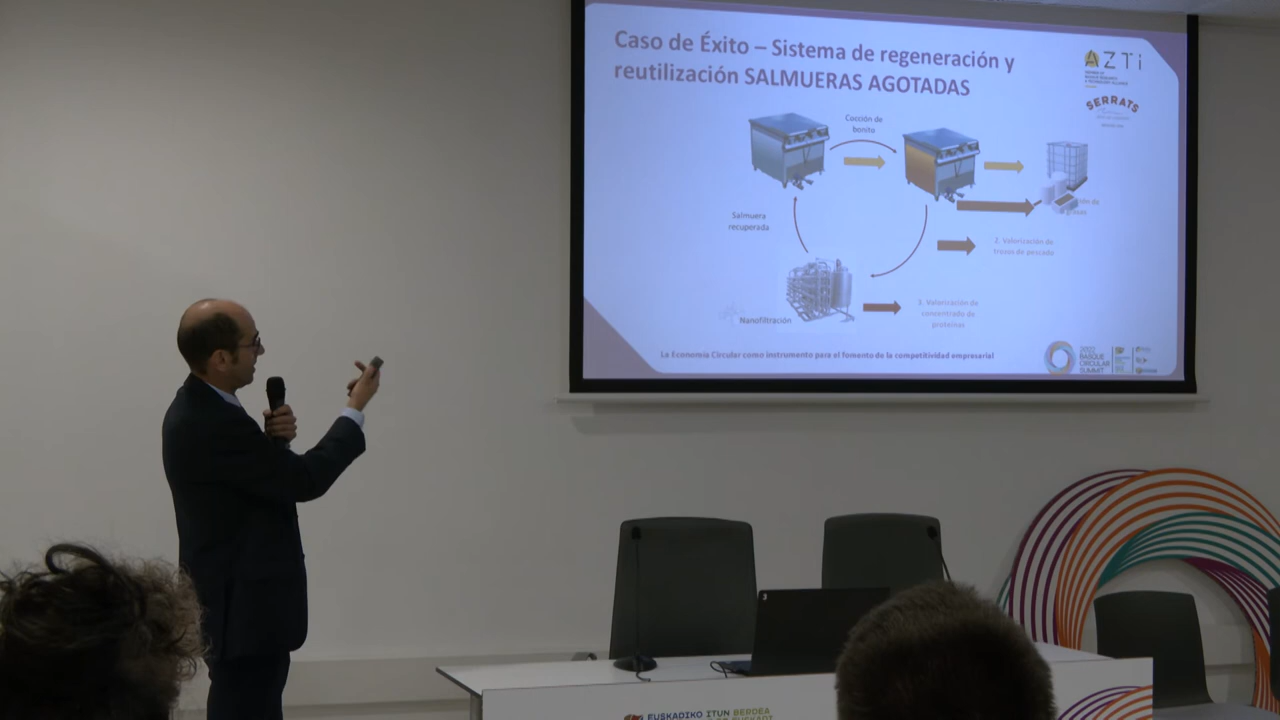 Caso de Éxito – Sistema de regeneración y
reutilización SALMUERAS AGOTADAS
AZTi
SERRATS
Cocción de
bonito
Salmuera
recuperada
2. Valorización de
trozos de pescado
3. Valorización de
concentrado de
proteínas
Nanofiltración
La Economía Circular como instrumento para el fomento de la competitividad empresarial
2022
BASQUE
CIRCULAR
SUMMIT
EUSKADIKO ITUN BERDEA